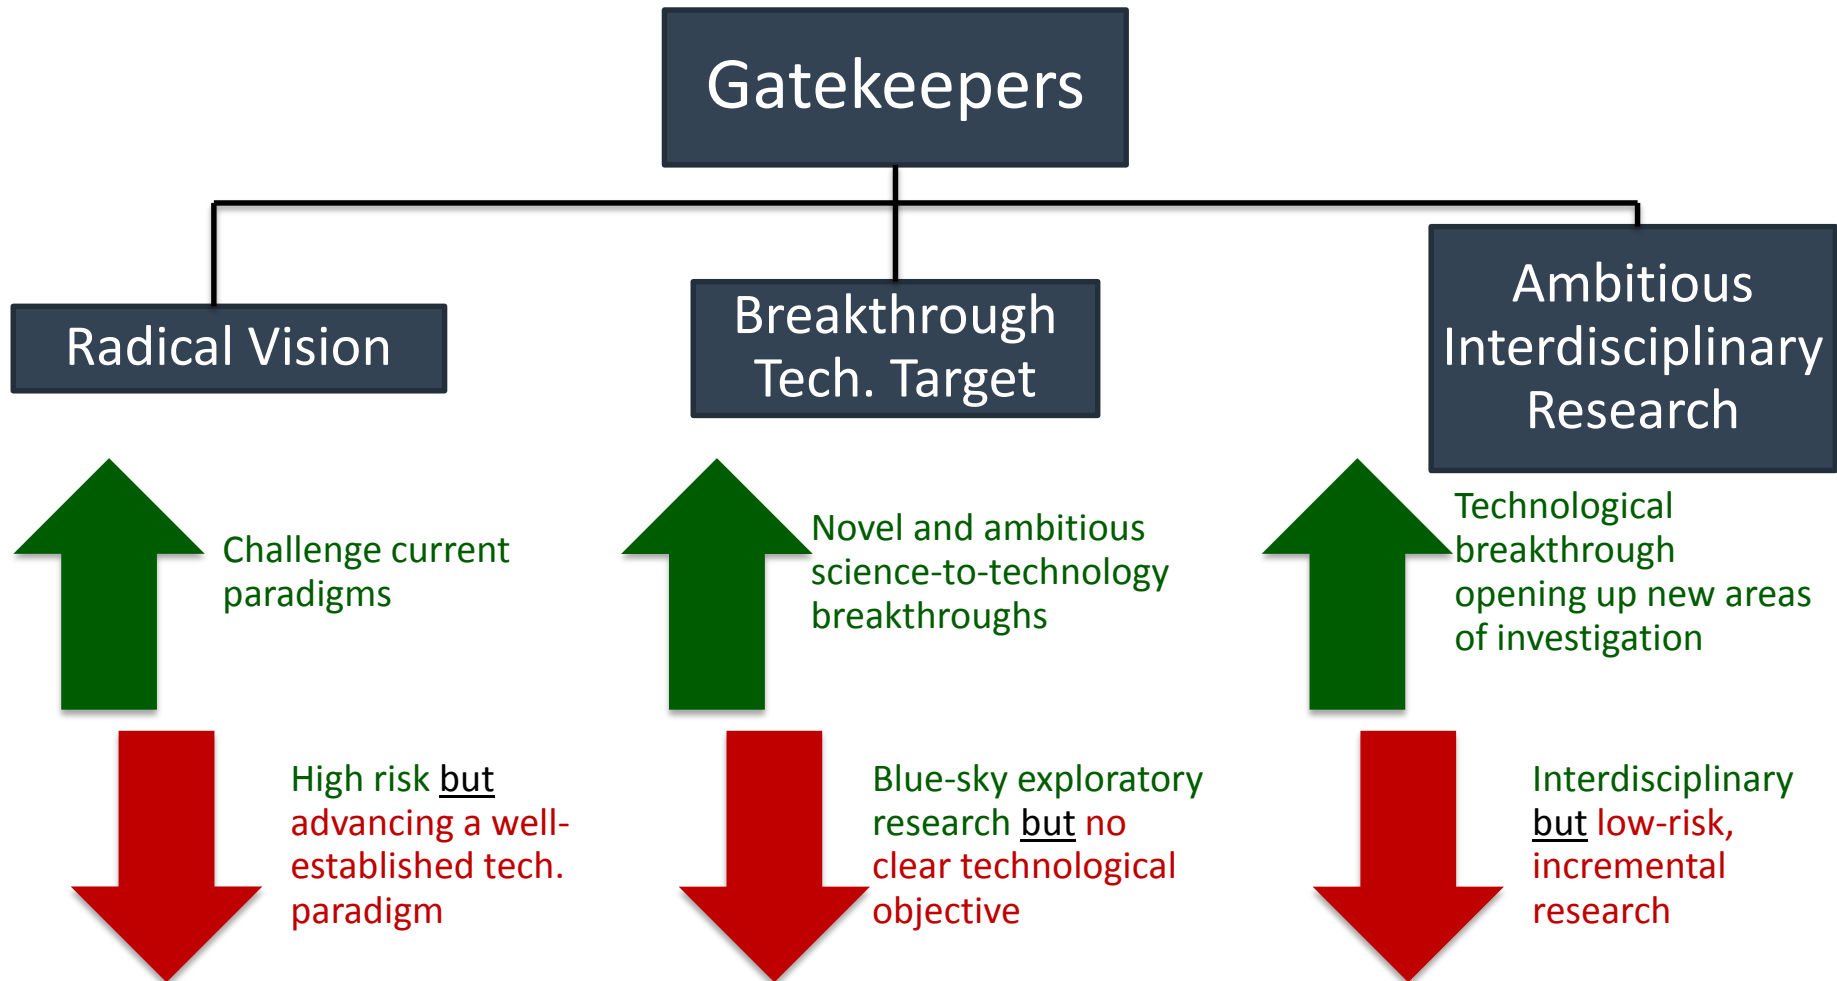 Gatekeepers
Radical Vision
Breakthrough
Tech. Target
Ambitious
Interdisciplinary
Research
Challenge current
paradigms
Novel and ambitious
science-to-technology
breakthroughs
Technological
breakthrough
opening up new areas
of investigation
High risk but
advancing a well-
established tech.
paradigm
Blue-sky exploratory
research but no
clear technological
objective
Interdisciplinary
but low-risk,
incremental
research